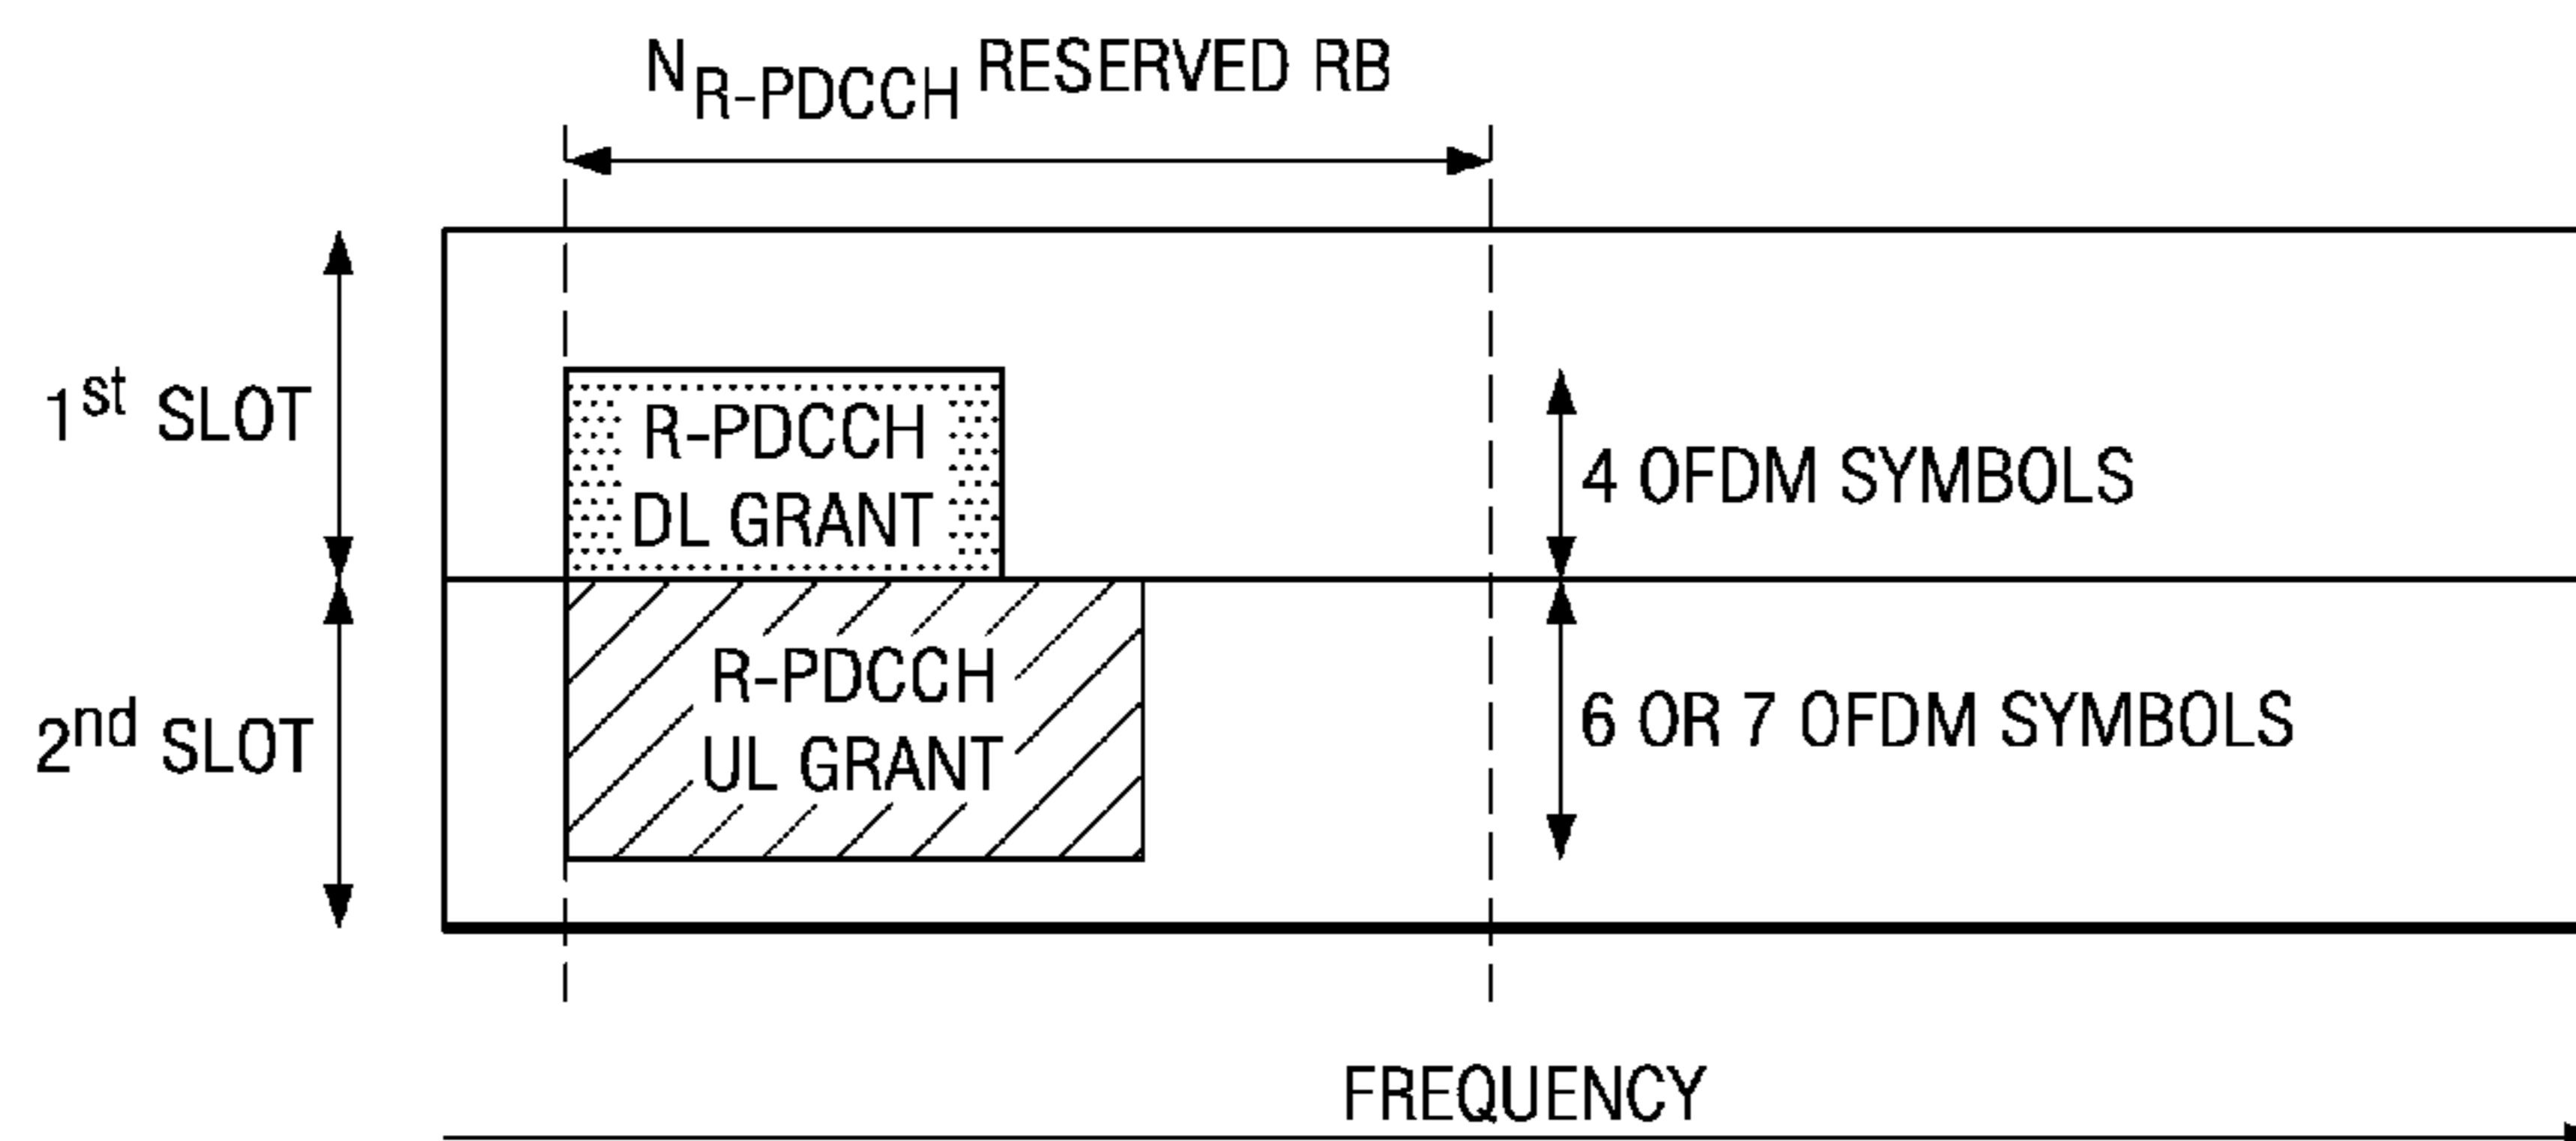 N R-PDCCH RESERVED RB
1st SLOT
R-PDCCH
DL GRANT
4 OFDM SYMBOLS
2nd SLOT
R-PDCCH
UL GRANT
6 OR 7 OFDM SYMBOLS
FREQUENCY